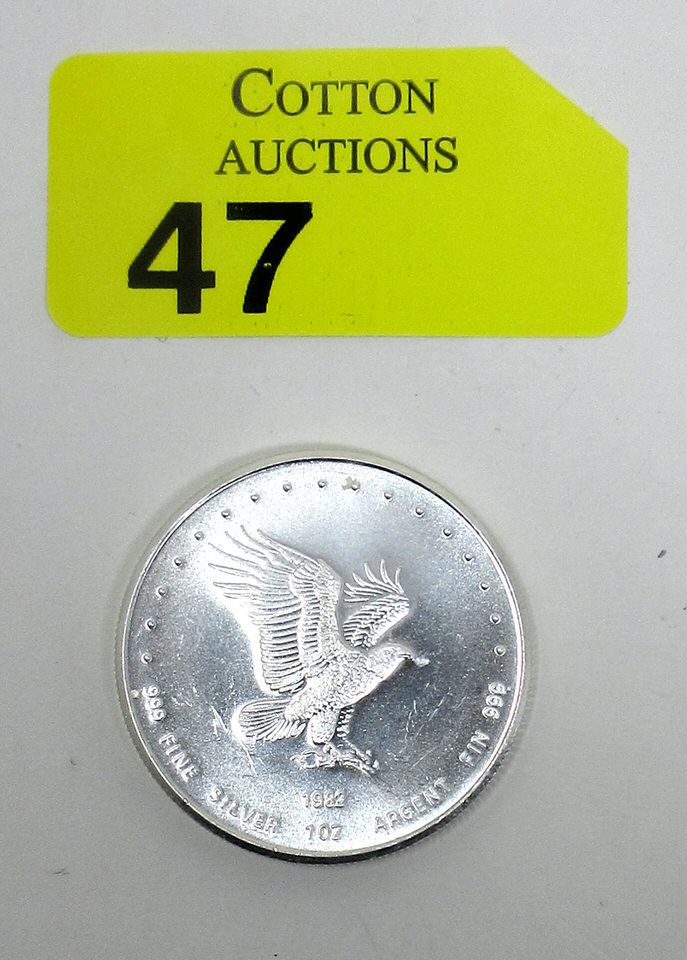 COTTON
AUCTIONS
47
1982
999 FINE SILVER 1OZ ARGENT FIN 999